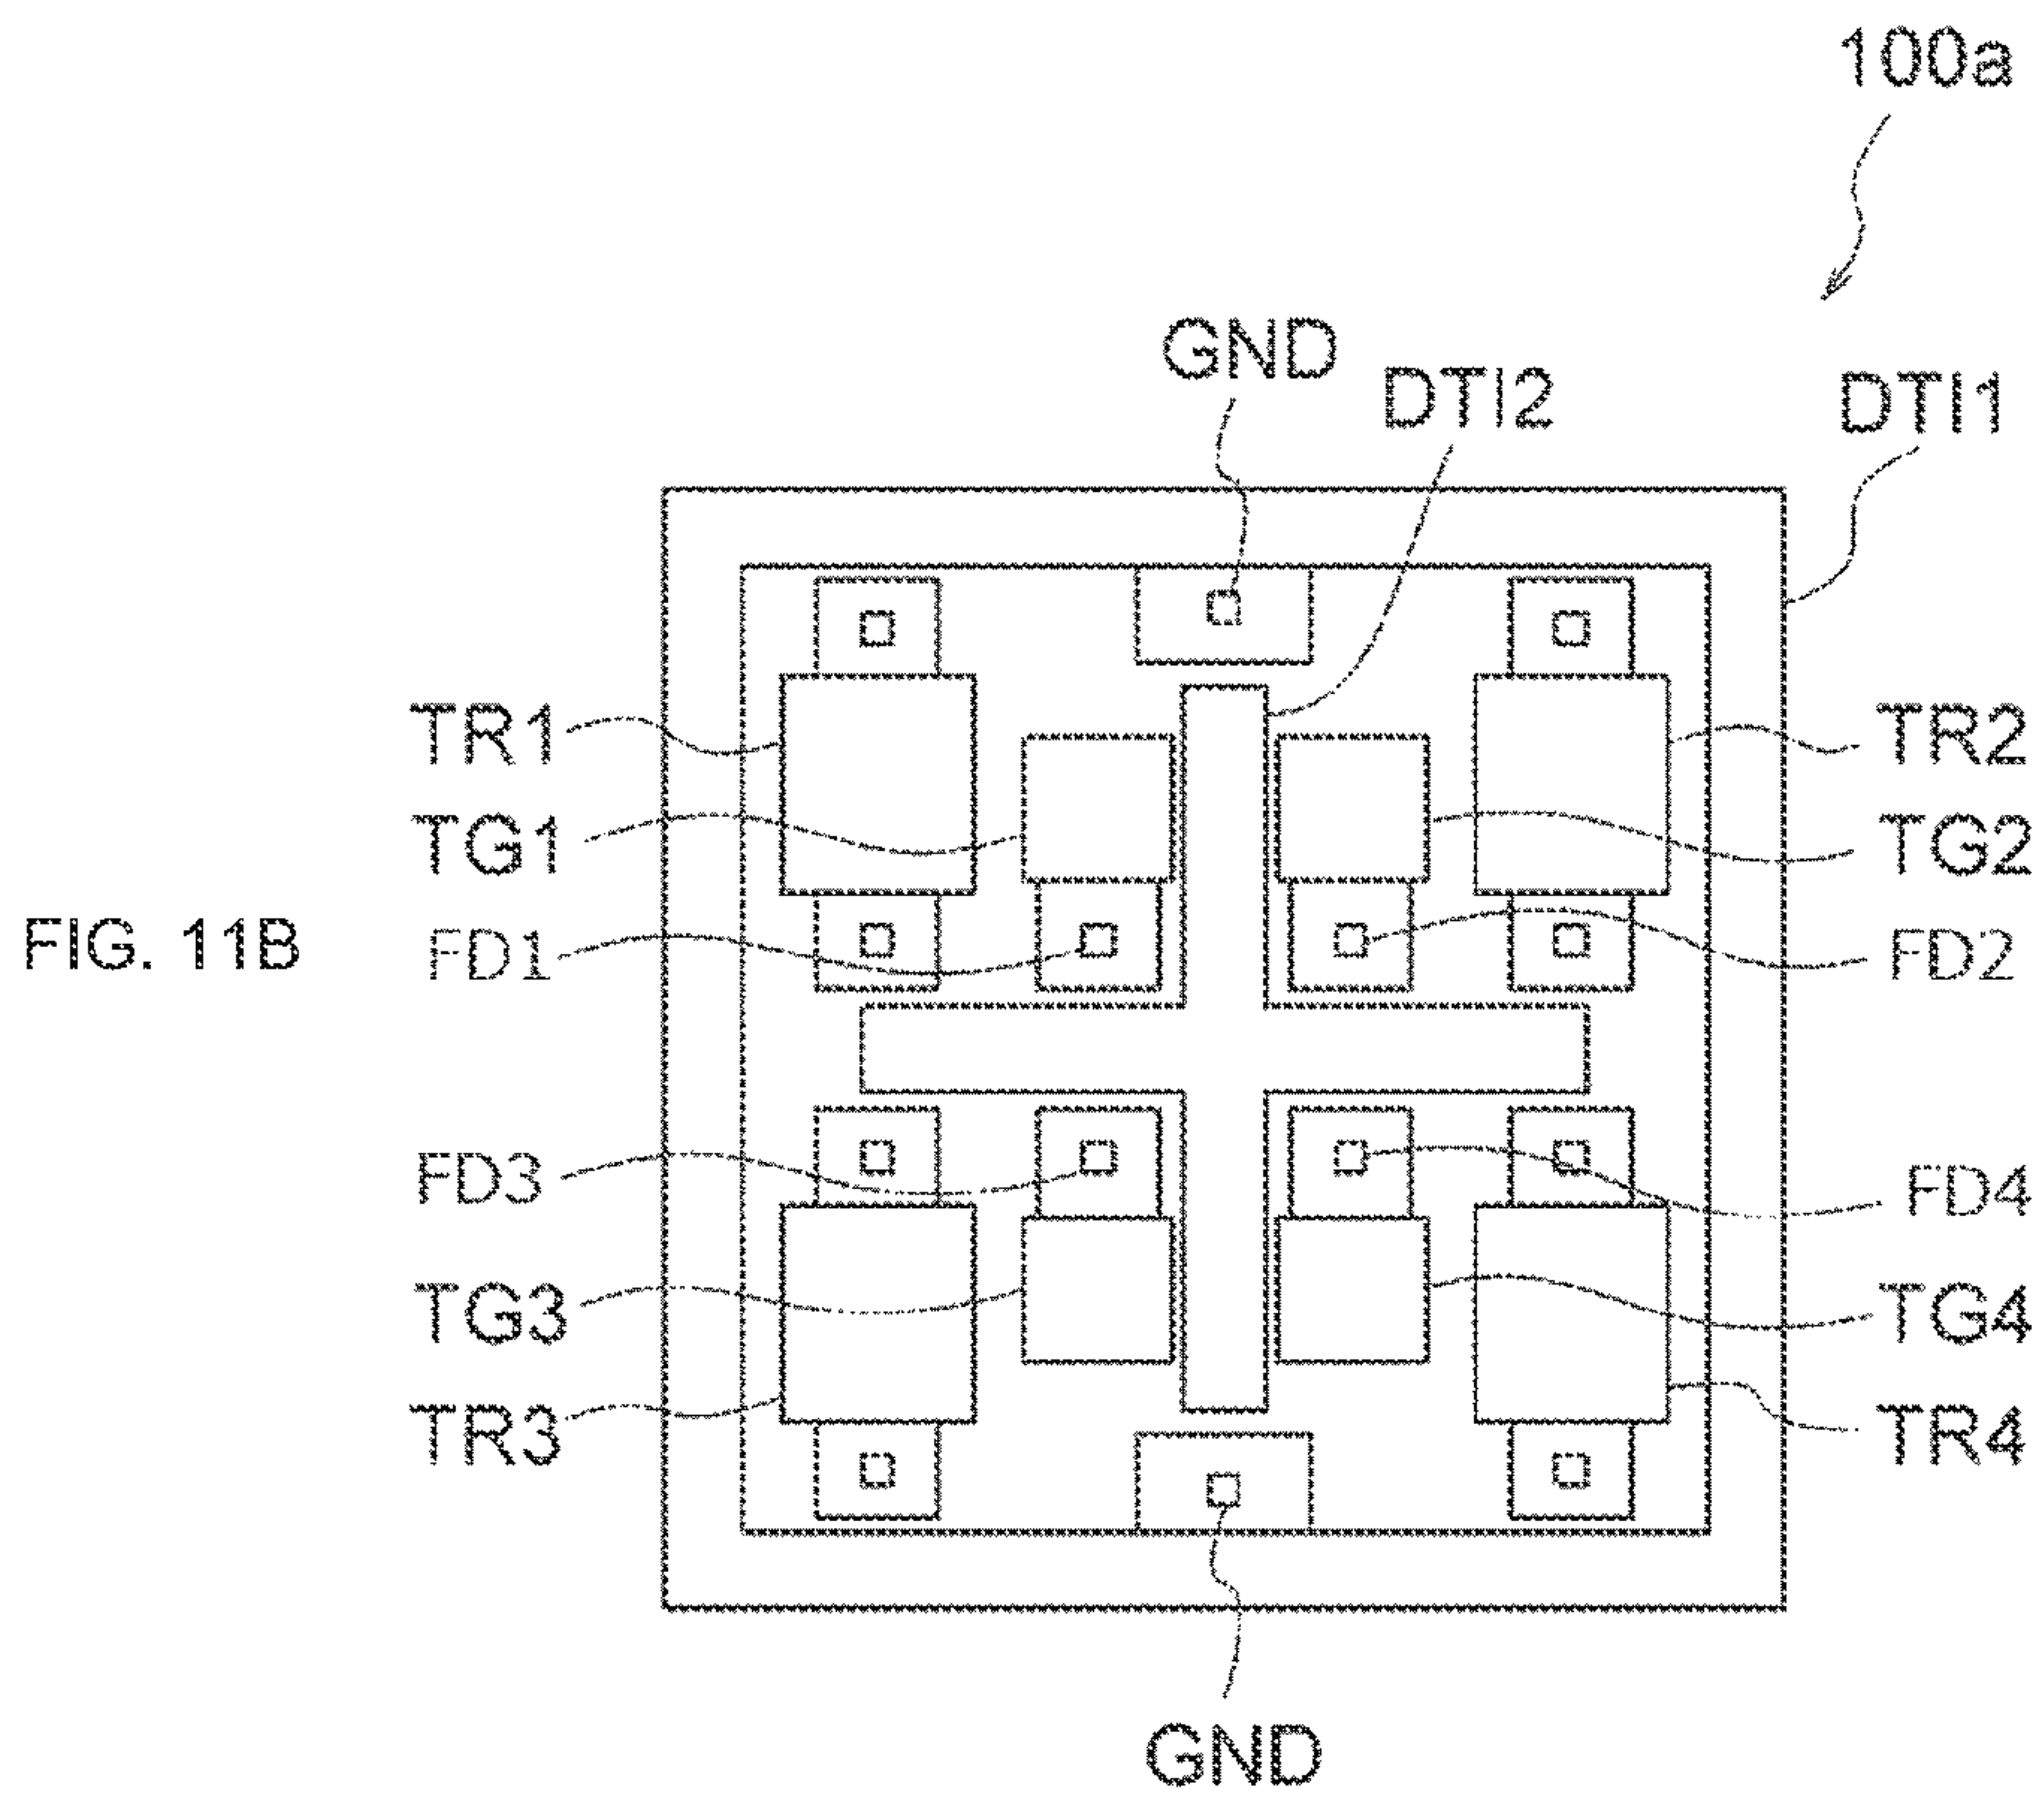 100a
GND
DTI2
DTI1
TR1
TR2
TG1
TG2
FIG. 11B
FD1
FD2
FD3
FD4
TG3
TG4
TR3
TR4
GND